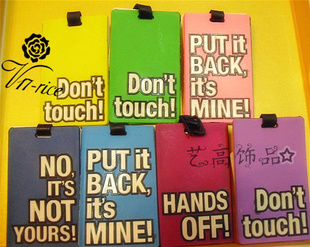 Vri-rice
Don't
touch!
Don't
touch!
PUT it
BACK,
it's
MINE!
NO,
IT'S
NOT
YOURS!
PUT it
BACK,
it's
MINE!
HANDS
OFF!
艺高饰品☆
Don't
touch!